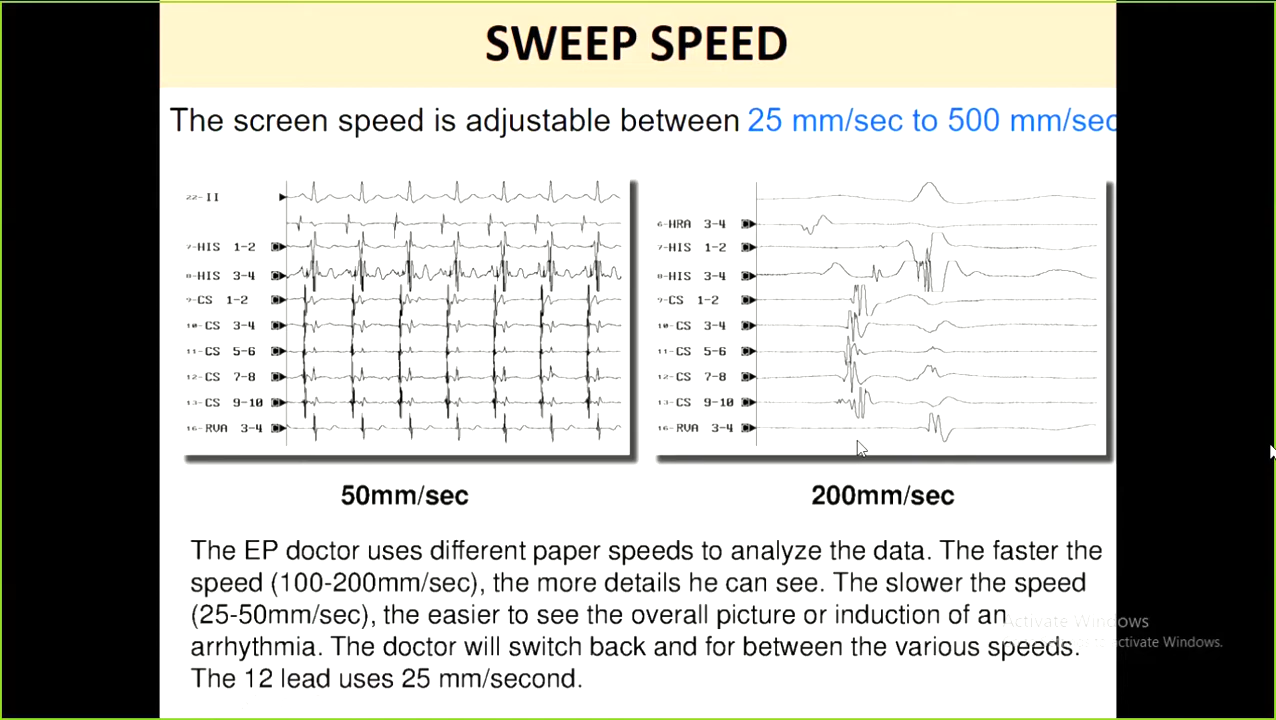 SWEEP SPEED
The screen speed is adjustable between 25 mm/sec to 500 mm/sec
22-II
7-HIS 1-2
8-HIS 3-4
9-CS 1-2
10-CS 3-4
11-CS 5-6
12-CS 7-8
13-CS 9-10
16-RVA 3-4
6-HRA 3-4
7-HIS 1-2
8-HIS 3-4
9-CS 1-2
10-CS 3-4
11-CS 5-6
12-CS 7-8
13-CS 9-10
16-RVA 3-4
50mm/sec
200mm/sec
The EP doctor uses different paper speeds to analyze the data. The faster the
speed (100-200mm/sec), the more details he can see. The slower the speed
(25-50mm/sec), the easier to see the overall picture or induction of an
arrhythmia. The doctor will switch back and for between the various speeds.
The 12 lead uses 25 mm/second.
Activate Windows
to activate Windows.